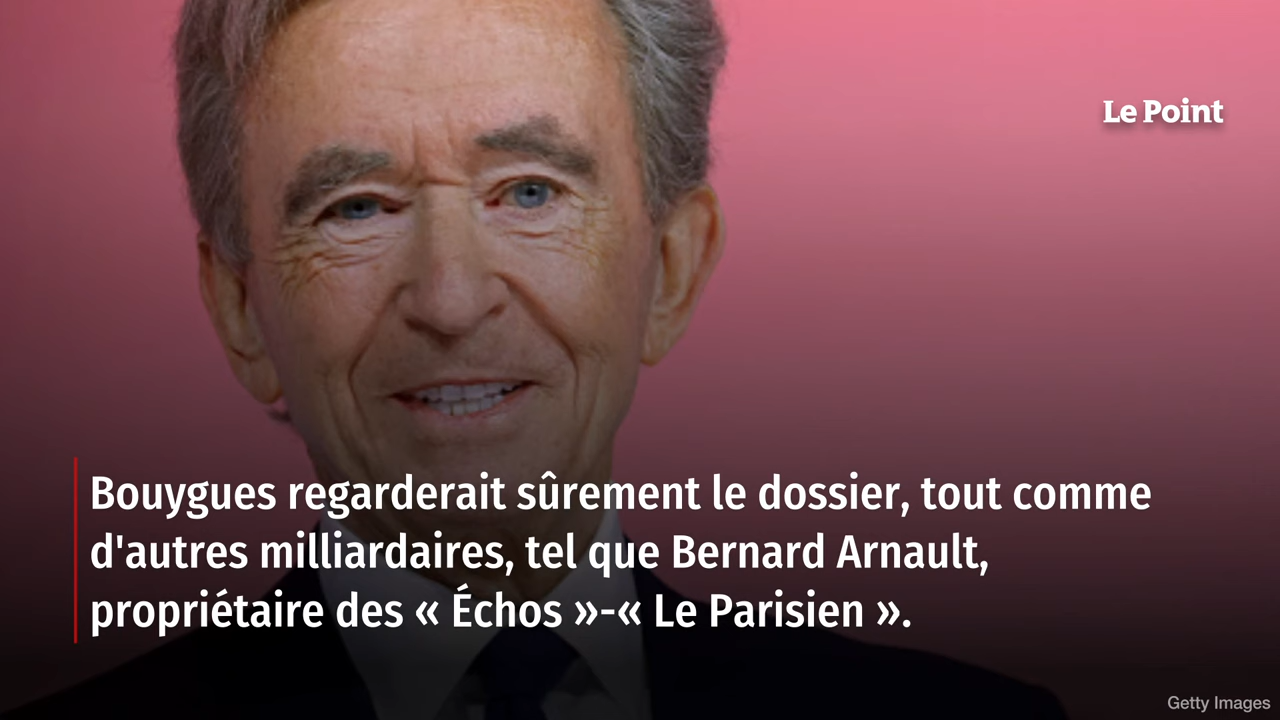 Le Point
Bouygues regarderait sûrement le dossier, tout comme
d'autres milliardaires, tel que Bernard Arnault,
propriétaire des « Échos »-« Le Parisien ».
Getty Images